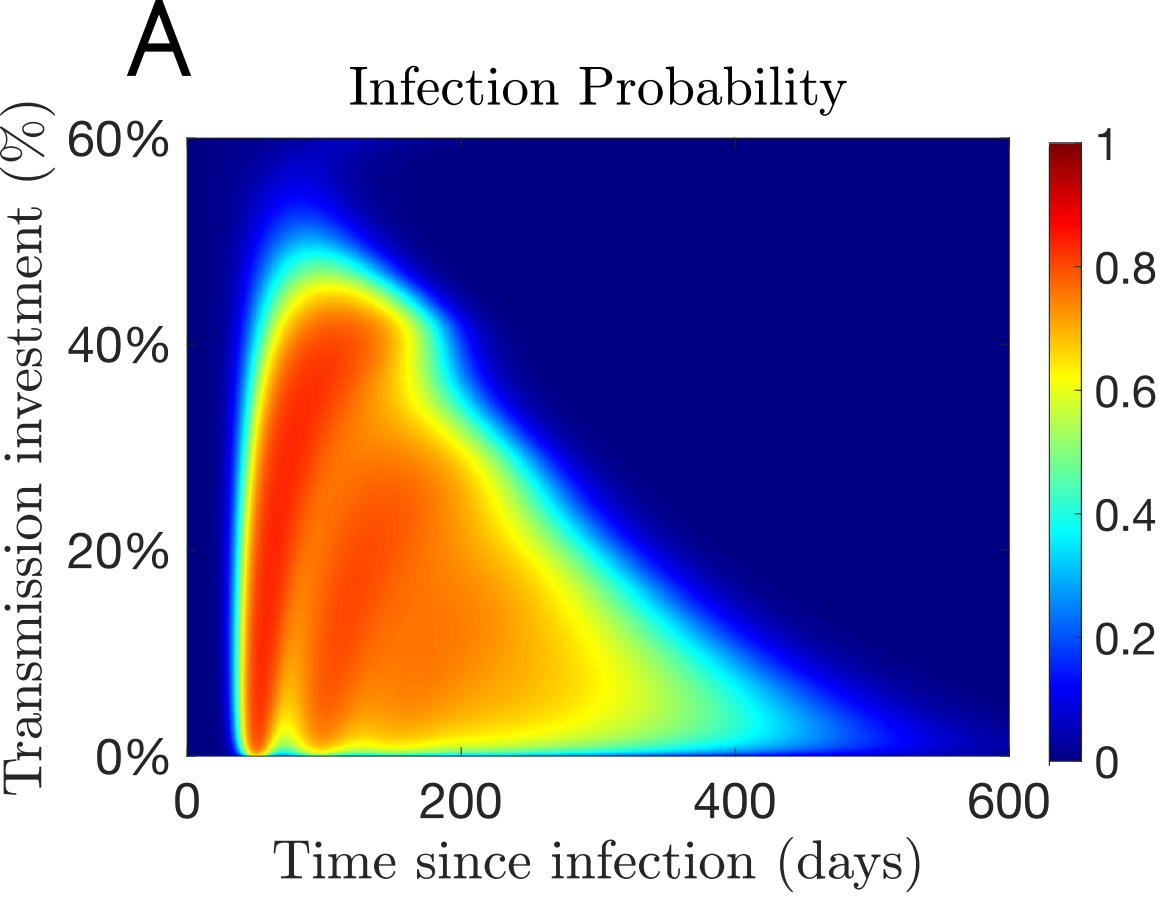 A
Infection Probability
Transmission investment (%)
60%
40%
20%
0%
0 200 400 600
Time since infection (days)
1
0.8
0.6
0.4
0.2
0